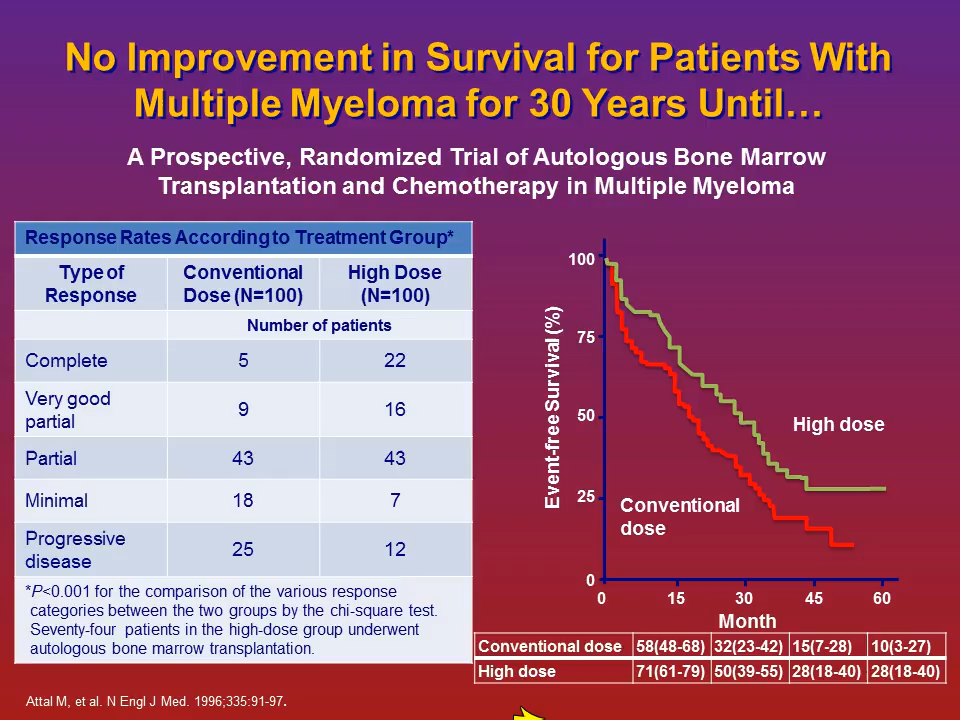 No Improvement in Survival for Patients With
Multiple Myeloma for 30 Years Until…
A Prospective, Randomized Trial of Autologous Bone Marrow
Transplantation and Chemotherapy in Multiple Myeloma
Response Rates According to Treatment Group*
Type of Response Conventional Dose (N=100) High Dose (N=100)
Number of patients
Complete 5 22
Very good partial 9 16
Partial 43 43
Minimal 18 7
Progressive disease 25 12
*P<0.001 for the comparison of the various response
categories between the two groups by the chi-square test.
Seventy-four patients in the high-dose group underwent
autologous bone marrow transplantation.
Event-free Survival (%)
100
75
50
25
0
High dose
Conventional
dose
0 15 30 45 60
Month
Conventional dose 58(48-68) 32(23-42) 15(7-28) 10(3-27)
High dose 71(61-79) 50(39-55) 28(18-40) 28(18-40)
Attal M, et al. N Engl J Med. 1996;335:91-97.